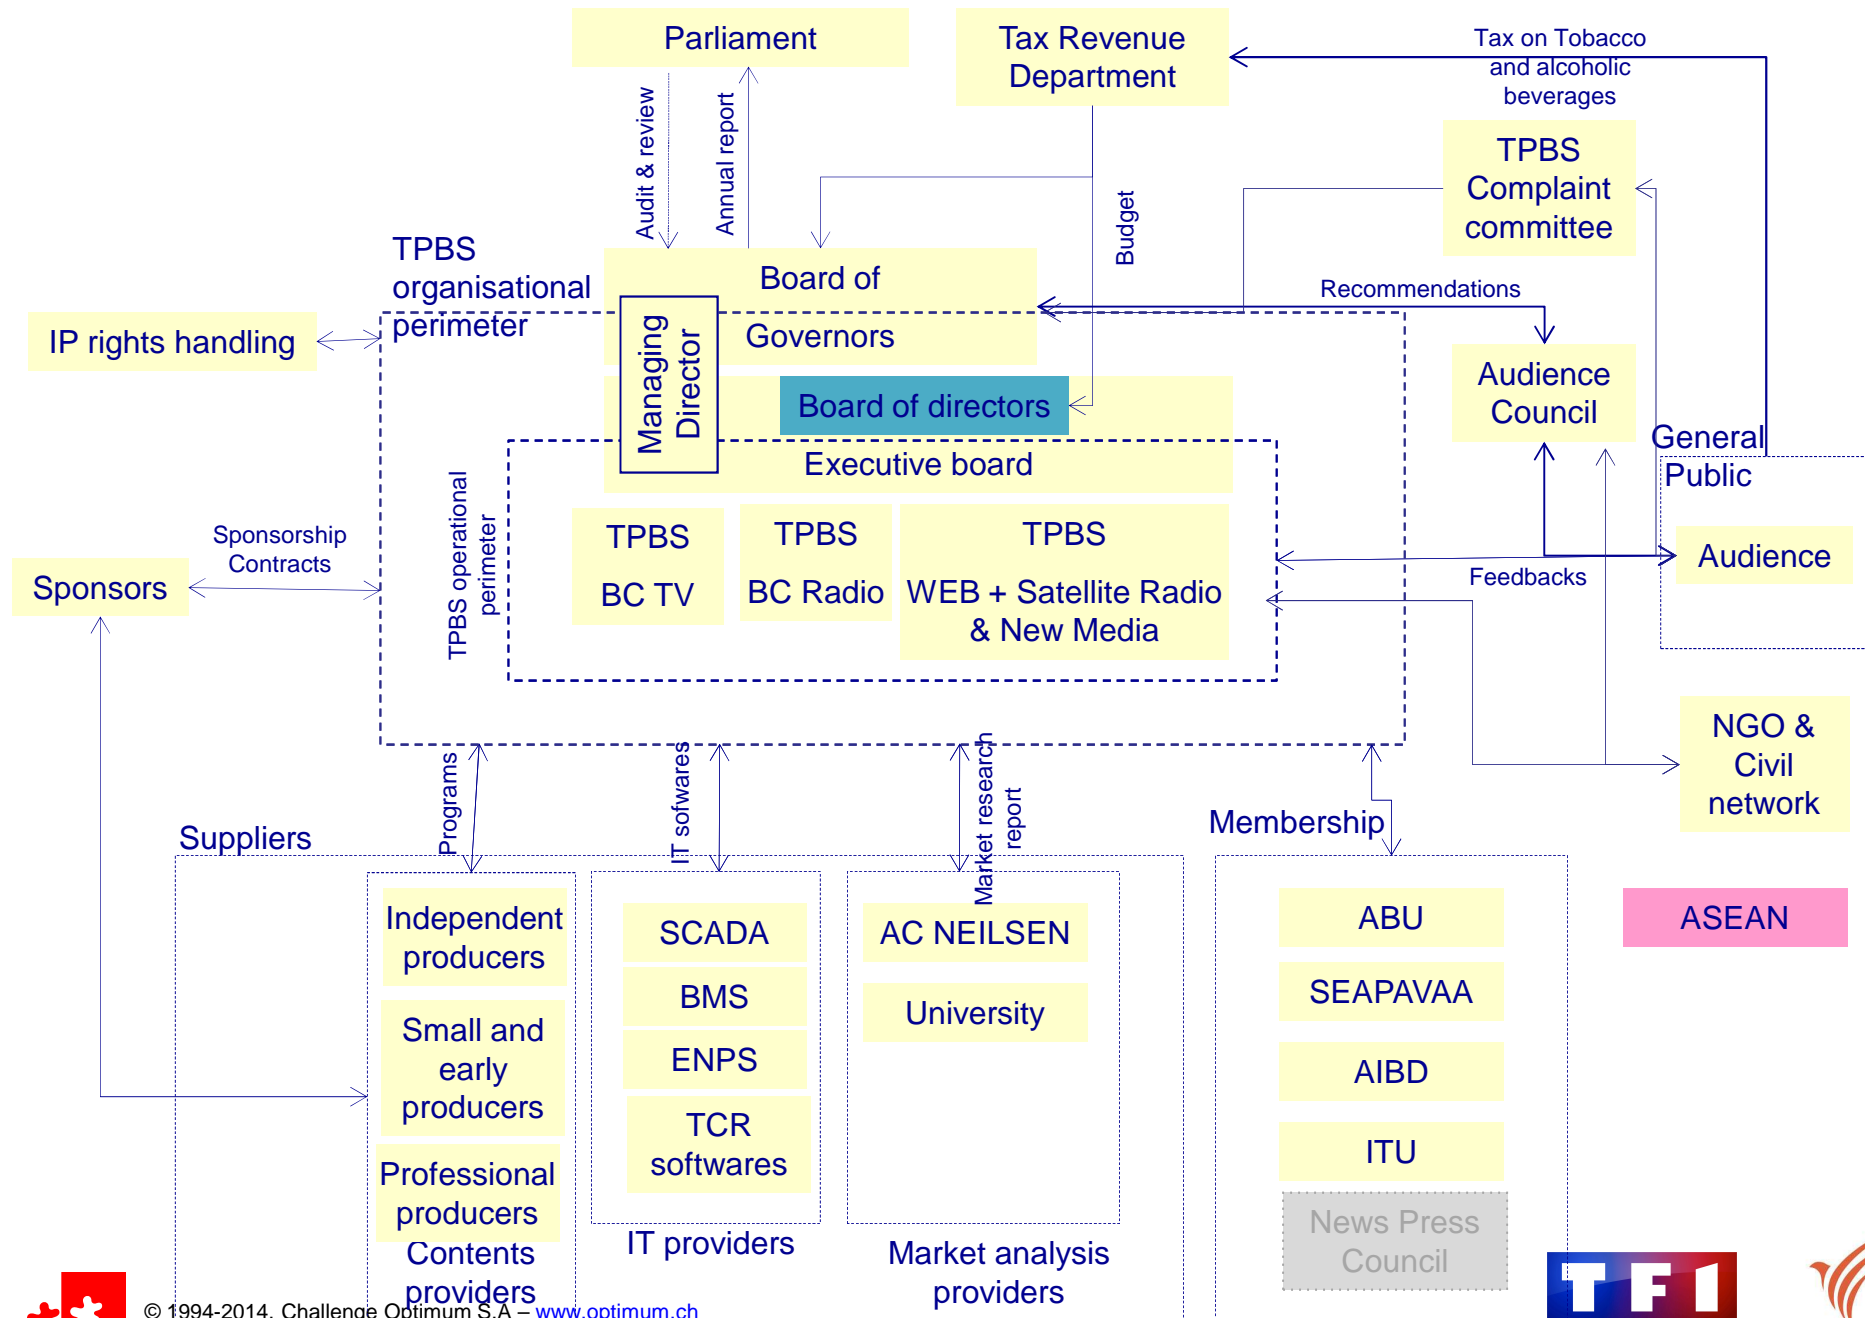 Parliament
Tax Revenue
Department
Tax on Tobacco
and alcoholic
beverages
Audit & review
Annual report
Budget
TPBS
Complaint
committee
TPBS
organisational
perimeter
Board of
Governors
Recommendations
IP rights handling
Managing
Director
Board of directors
Executive board
Audience
Council
General
Public
Audience
Feedbacks
TPBS operational
perimeter
TPBS
BC TV
TPBS
BC Radio
TPBS
WEB + Satellite Radio
& New Media
Sponsorship
Contracts
Sponsors
NGO &
Civil
network
Programs
IT sofwares
Market research
report
Membership
Suppliers
Independent
producers
Small and
early
producers
Professional
producers
Contents
providers
SCADA
BMS
ENPS
TCR
softwares
IT providers
AC NEILSEN
University
Market analysis
providers
ABU
SEAPAVAA
AIBD
ITU
News Press
Council
ASEAN
© 1994-2014, Challenge Optimum S.A – www.optimum.ch
TF1